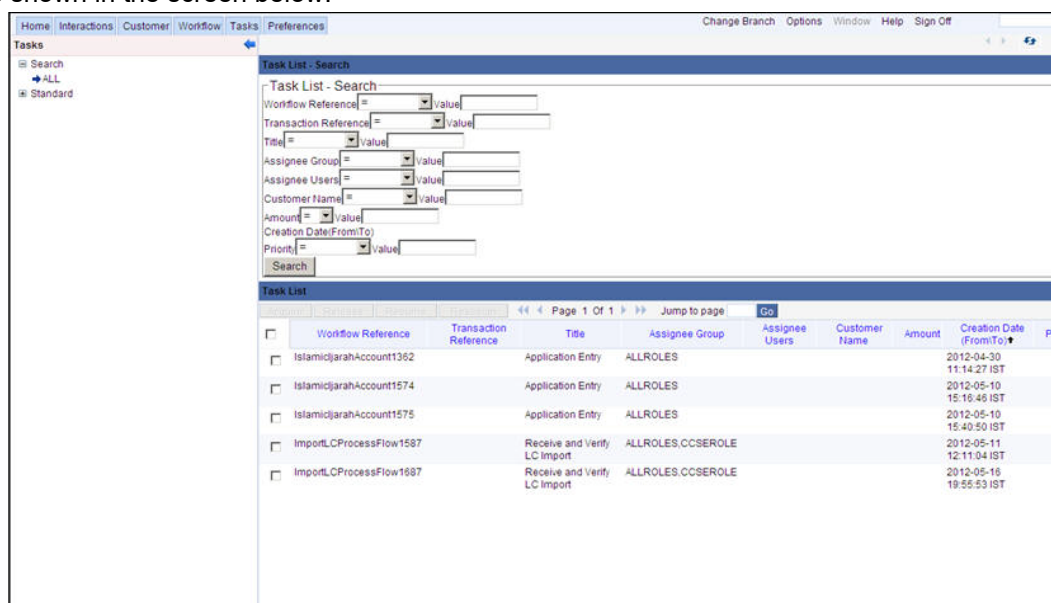 shown in the screen below.
Home Interactions Customer Workflow Tasks Preferences
Change Branch Options Window Help Sign Off
Tasks
Search
ALL
Standard
Task List - Search
Task List - Search
Workflow Reference = Value
Transaction Reference = Value
Title = Value
Assignee Group = Value
Assignee Users = Value
Customer Name = Value
Amount = Value
Creation Date(From\To)
Priority = Value
Search
Task List
Page 1 Of 1 Jump to page Go
Workflow Reference Transaction Reference Title Assignee Group Assignee Users Customer Name Amount Creation Date (From\To) P
IslamicIjarahAccount1362 Application Entry ALLROLES 2012-04-30 11:14:27 IST
IslamicIjarahAccount1574 Application Entry ALLROLES 2012-05-10 15:16:46 IST
IslamicIjarahAccount1575 Application Entry ALLROLES 2012-05-10 15:40:50 IST
ImportLCProcessFlow1587 Receive and Verify LC Import ALLROLES,CCSEROLE 2012-05-11 12:11:04 IST
ImportLCProcessFlow1687 Receive and Verify LC Import ALLROLES,CCSEROLE 2012-05-16 19:55:53 IST